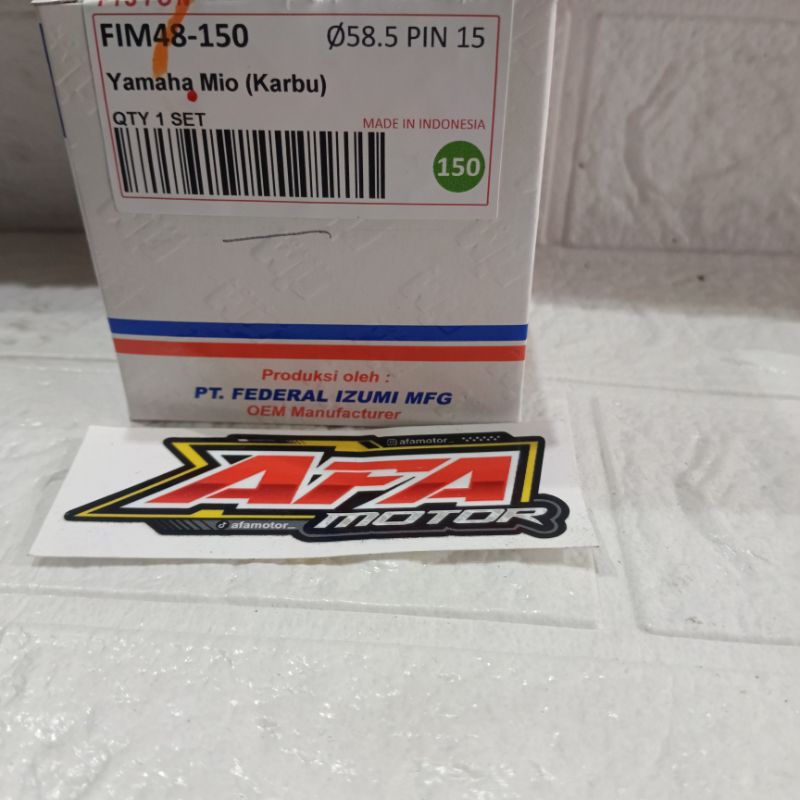 PISTON
FIM48-150 Ø58.5 PIN 15
Yamaha Mio (Karbu)
QTY 1 SET
MADE IN INDONESIA
150
Produksi oleh :
PT. FEDERAL IZUMI MFG
OEM Manufacturer
afamotor_
AFA
MOTOR
afamotor_